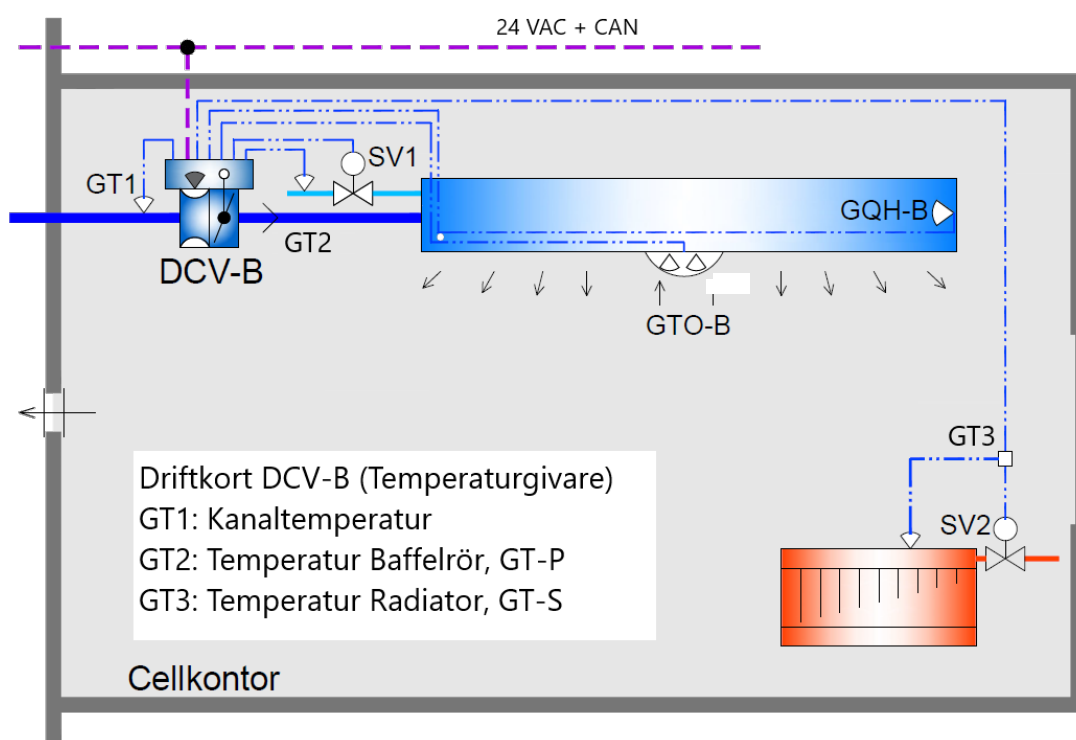 24 VAC + CAN
SV1
GT1
GQH-B
GT2
DCV-B
GTO-B
GT3
Driftkort DCV-B (Temperaturgivare)
GT1: Kanaltemperatur
GT2: Temperatur Baffelrör, GT-P
GT3: Temperatur Radiator, GT-S
SV2
Cellkontor